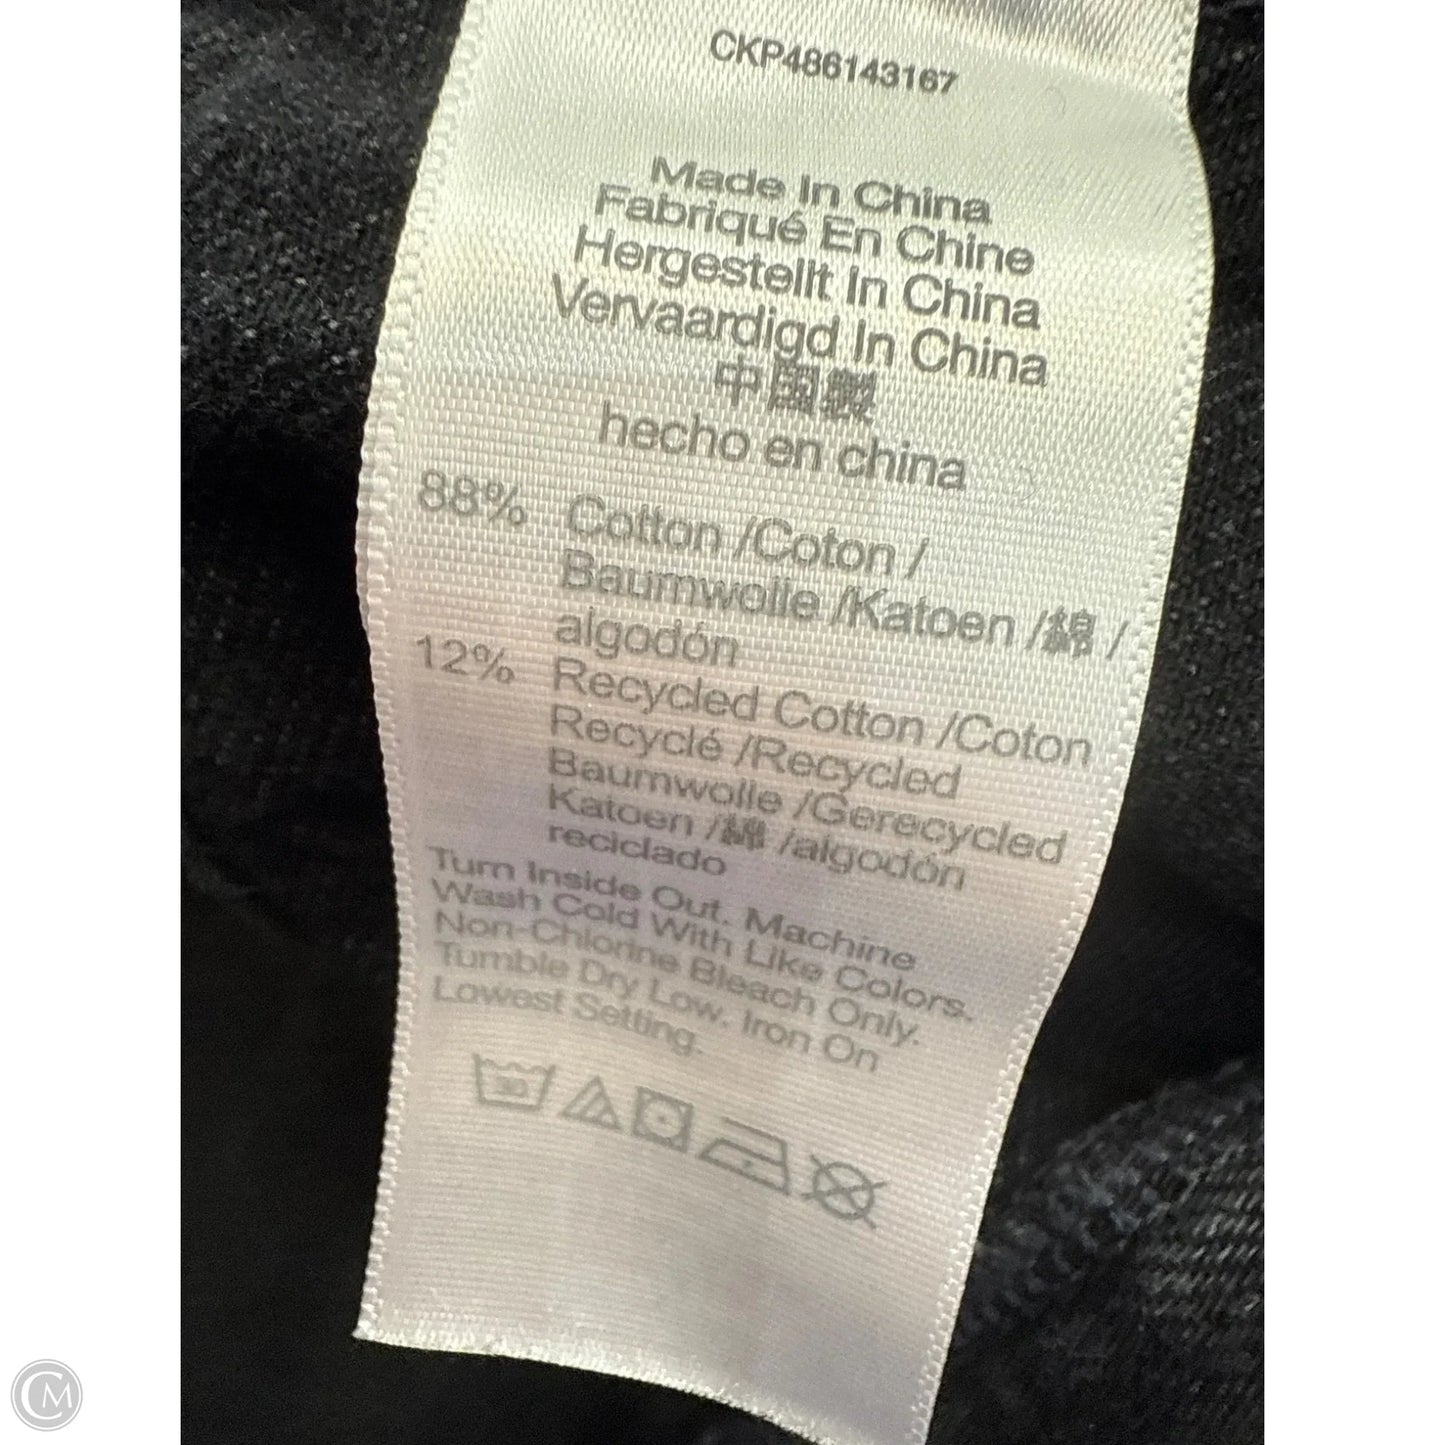 CKP486143167
Made In China
Fabriqué En Chine
Hergestellt In China
Vervaardigd In China
中国製
hecho en china
88% Cotton /Coton /
Baumwolle /Katoen /綿 /
algodón
12% Recycled Cotton /Coton
Recyclé /Recycled
Baumwolle /Gerecycled
Katoen /綿 /algodón
reciclado
Turn Inside Out. Machine
Wash Cold With Like Colors.
Non-Chlorine Bleach Only.
Tumble Dry Low. Iron On
Lowest Setting.
30
CM